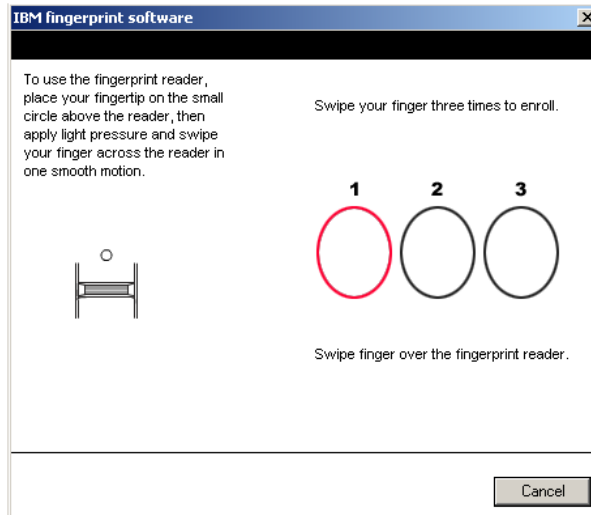 IBM fingerprint software
To use the fingerprint reader,
place your fingertip on the small
circle above the reader, then
apply light pressure and swipe
your finger across the reader in
one smooth motion.
Swipe your finger three times to enroll.
1 2 3
Swipe finger over the fingerprint reader.
Cancel